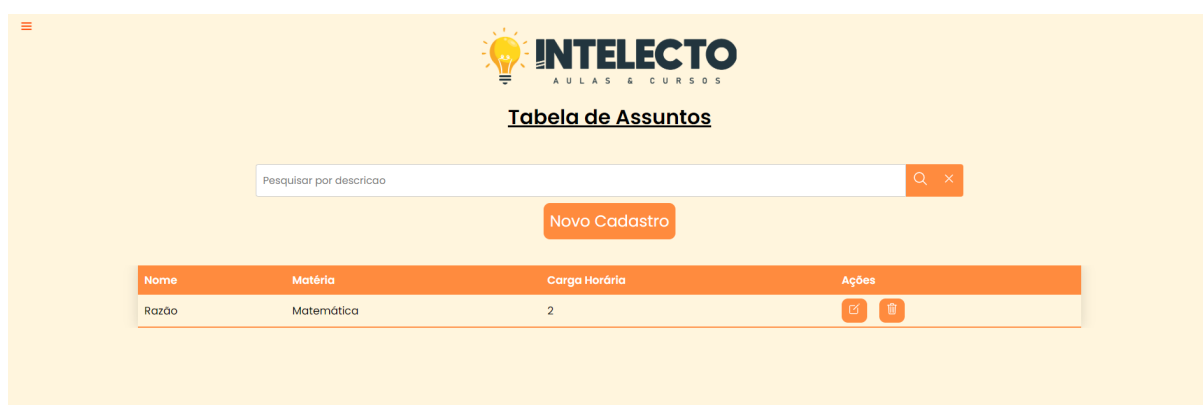 INTELECTO
AULAS & CURSOS
Tabela de Assuntos
Pesquisar por descricao
Novo Cadastro
Nome Matéria Carga Horária Ações
Razão Matemática 2